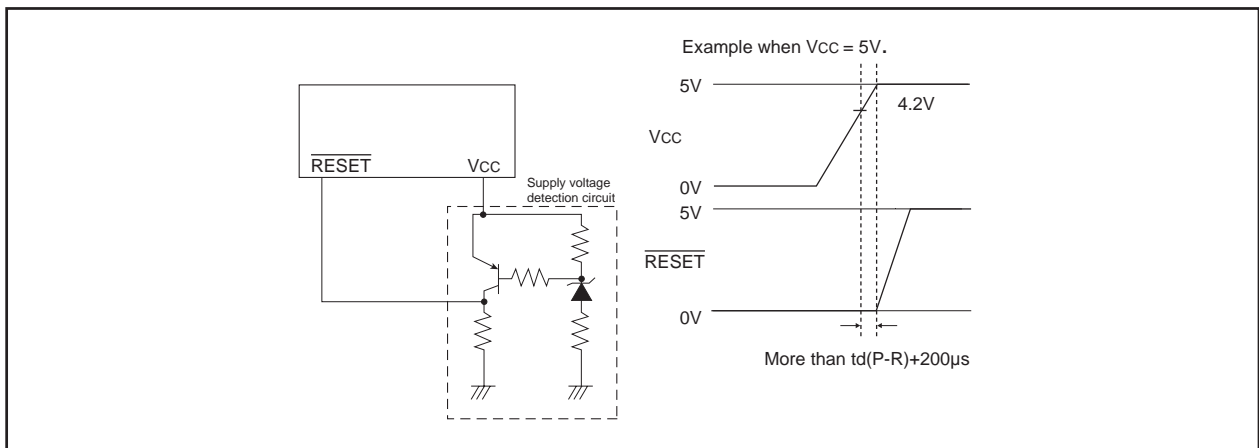 RESET
VCC
Supply voltage
detection circuit
Example when VCC = 5V.
5V
4.2V
VCC
0V
5V
RESET
0V
More than td(P-R)+200µs